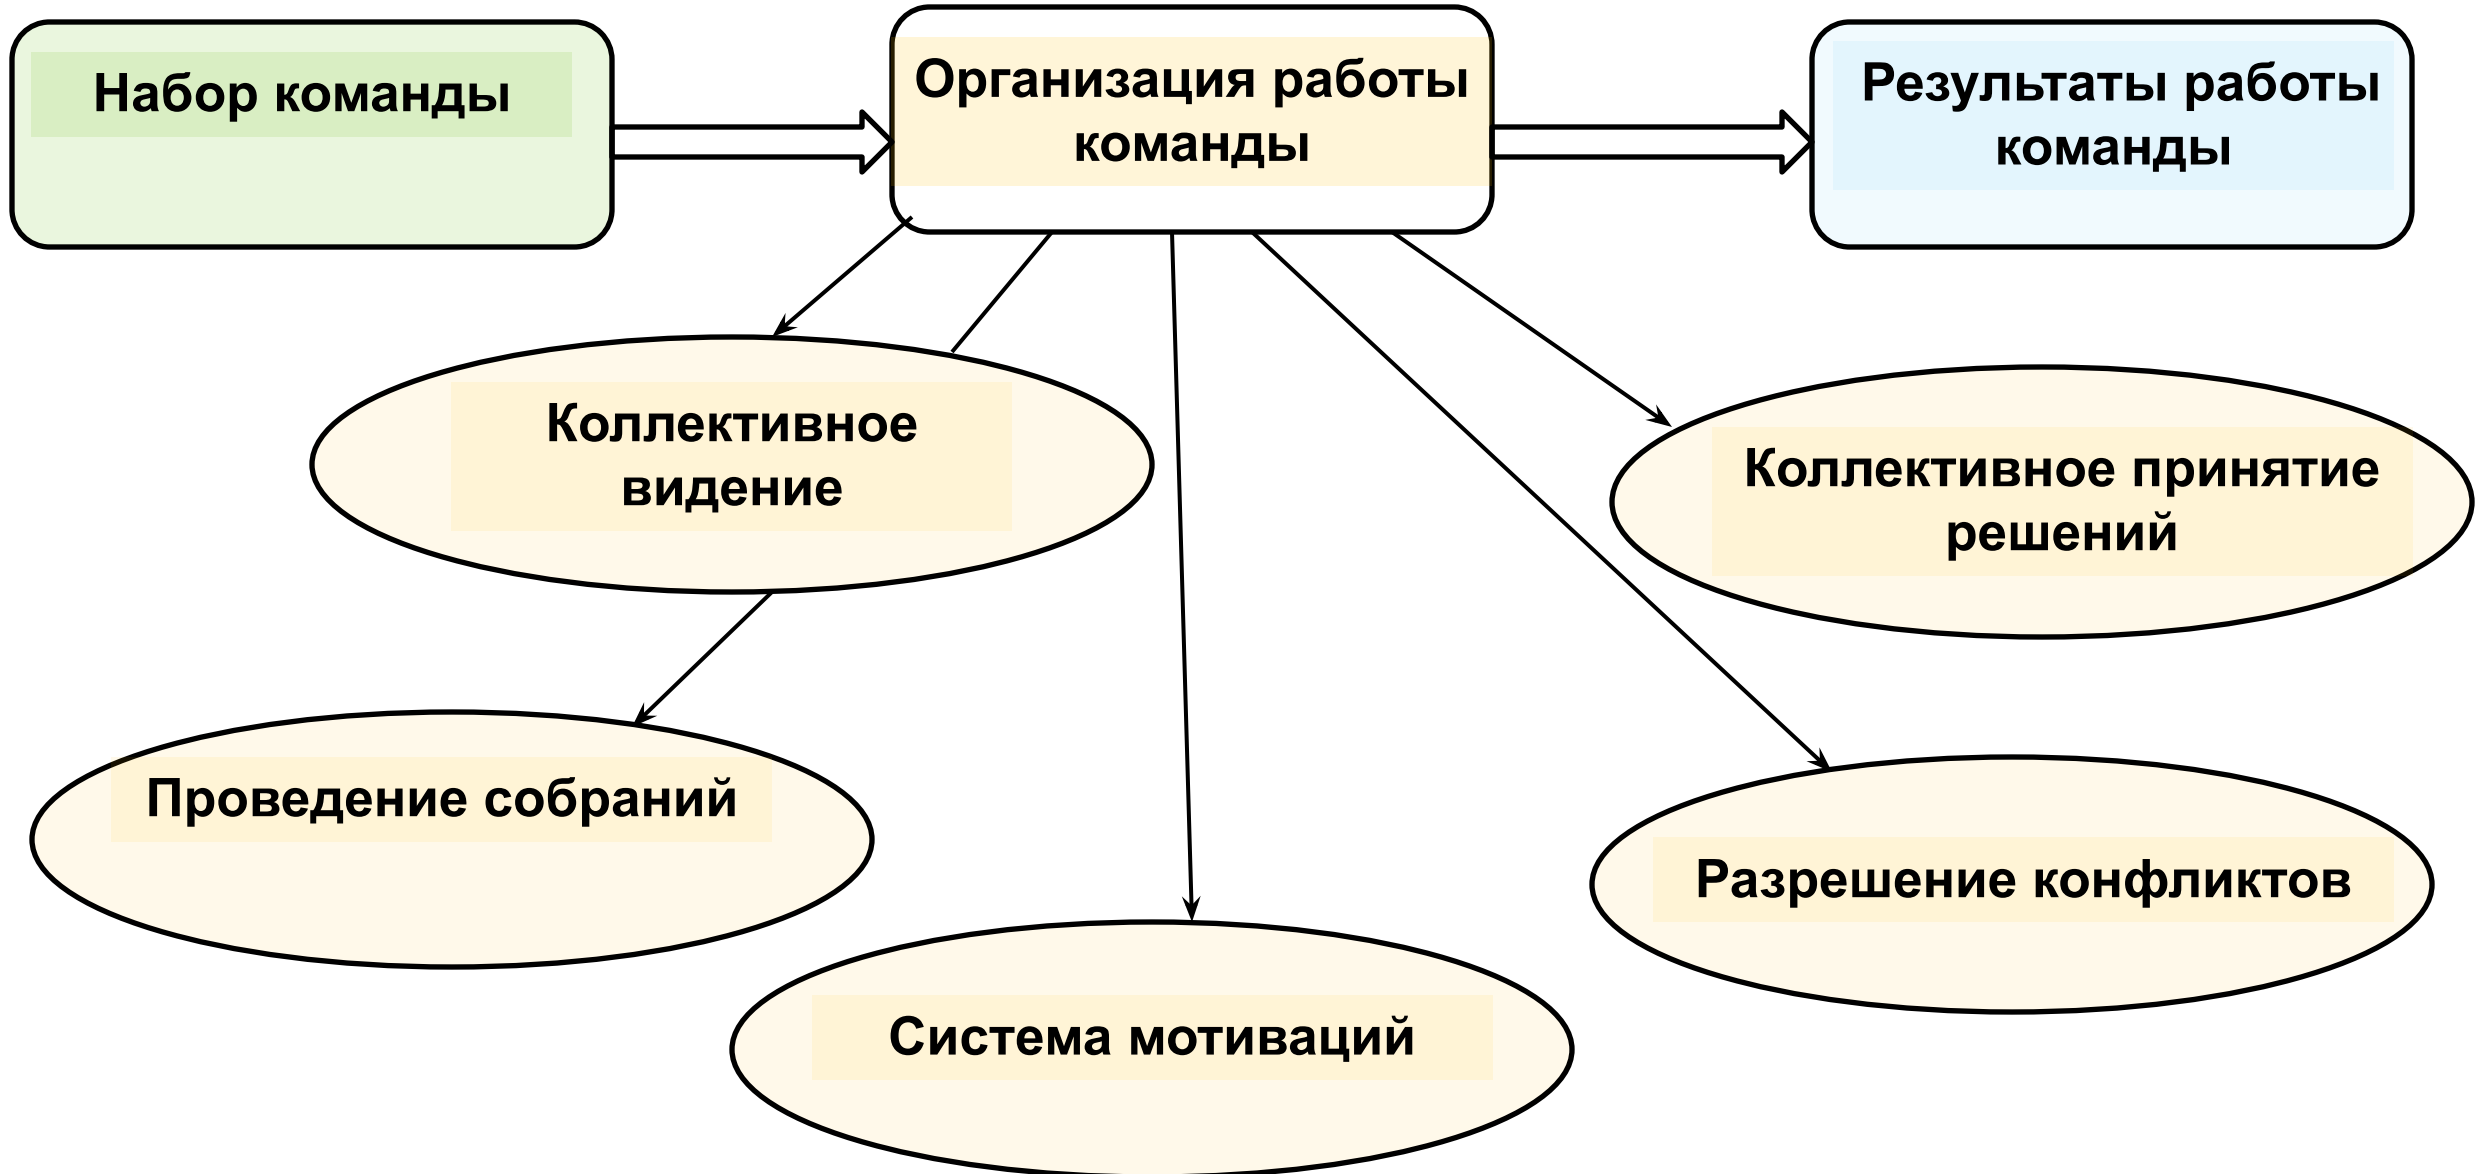 Набор команды
Организация работы
команды
Результаты работы
команды
Коллективное
видение
Коллективное принятие
решений
Проведение собраний
Разрешение конфликтов
Система мотиваций